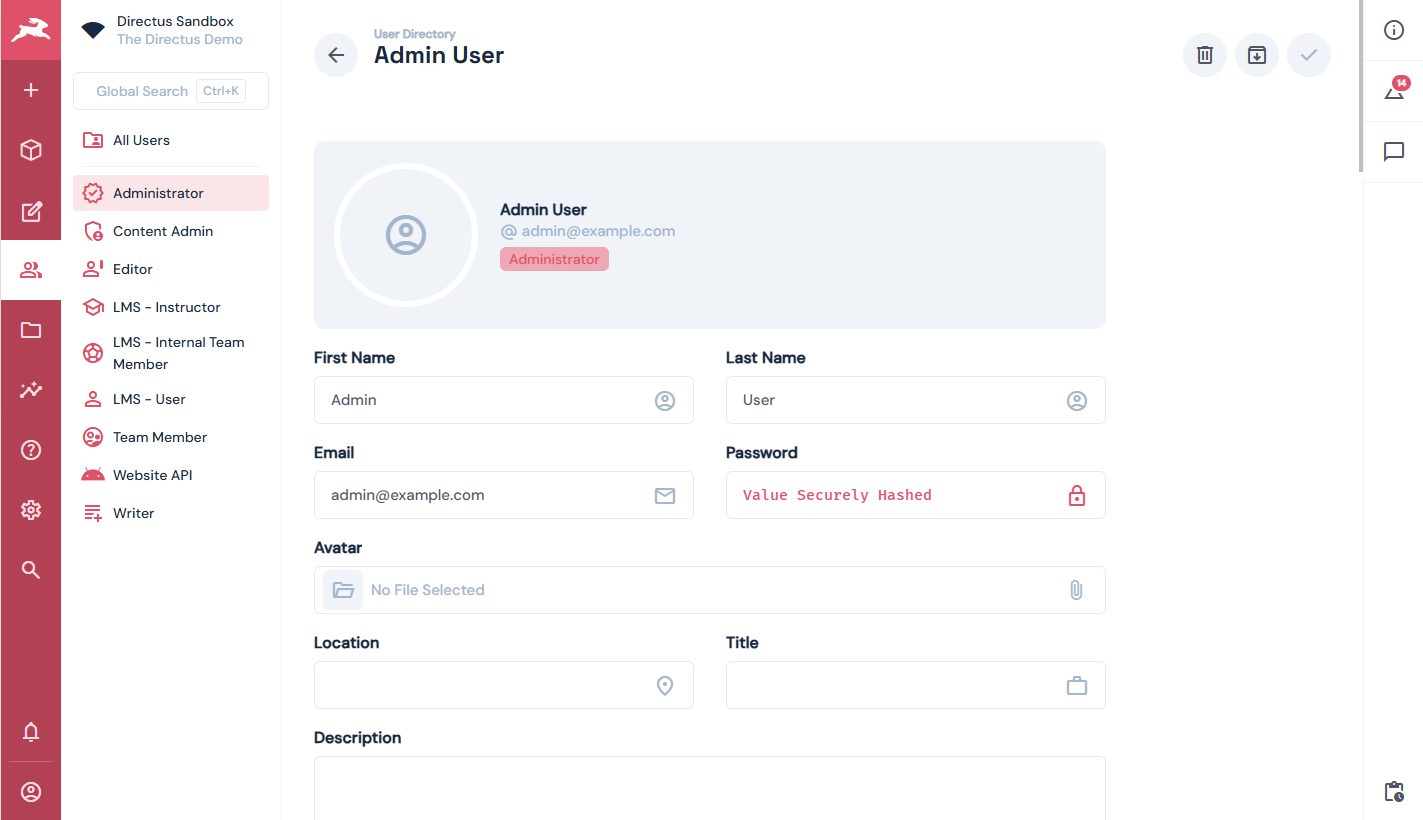 Directus Sandbox
The Directus Demo
Global Search Ctrl+K
All Users
Administrator
Content Admin
Editor
LMS - Instructor
LMS - Internal Team
Member
LMS - User
Team Member
Website API
Writer
User Directory
Admin User
Admin User
@ admin@example.com
Administrator
First Name
Admin
Last Name
User
Email
admin@example.com
Password
Value Securely Hashed
Avatar
No File Selected
Location
Title
Description
14